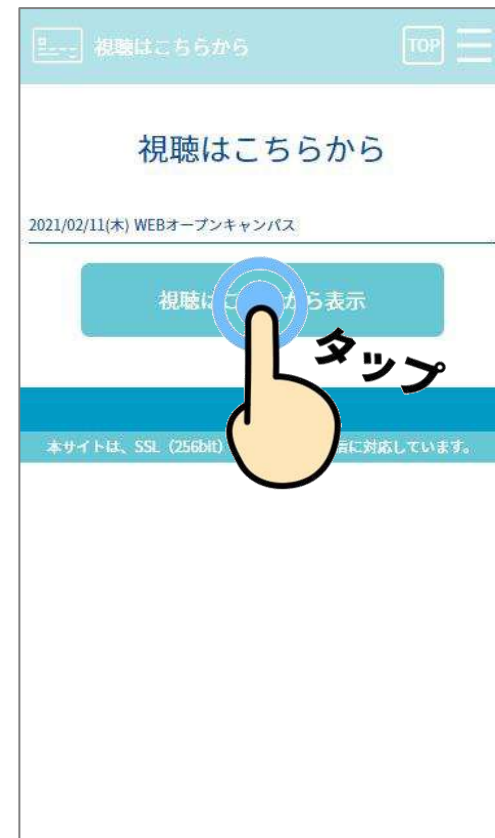 視聴はこちらから
TOP
視聴はこちらから
2021/02/11(木) WEBオープンキャンパス
視聴は から表示
タップ
本サイトは、SSL（256bit） 信に対応しています。